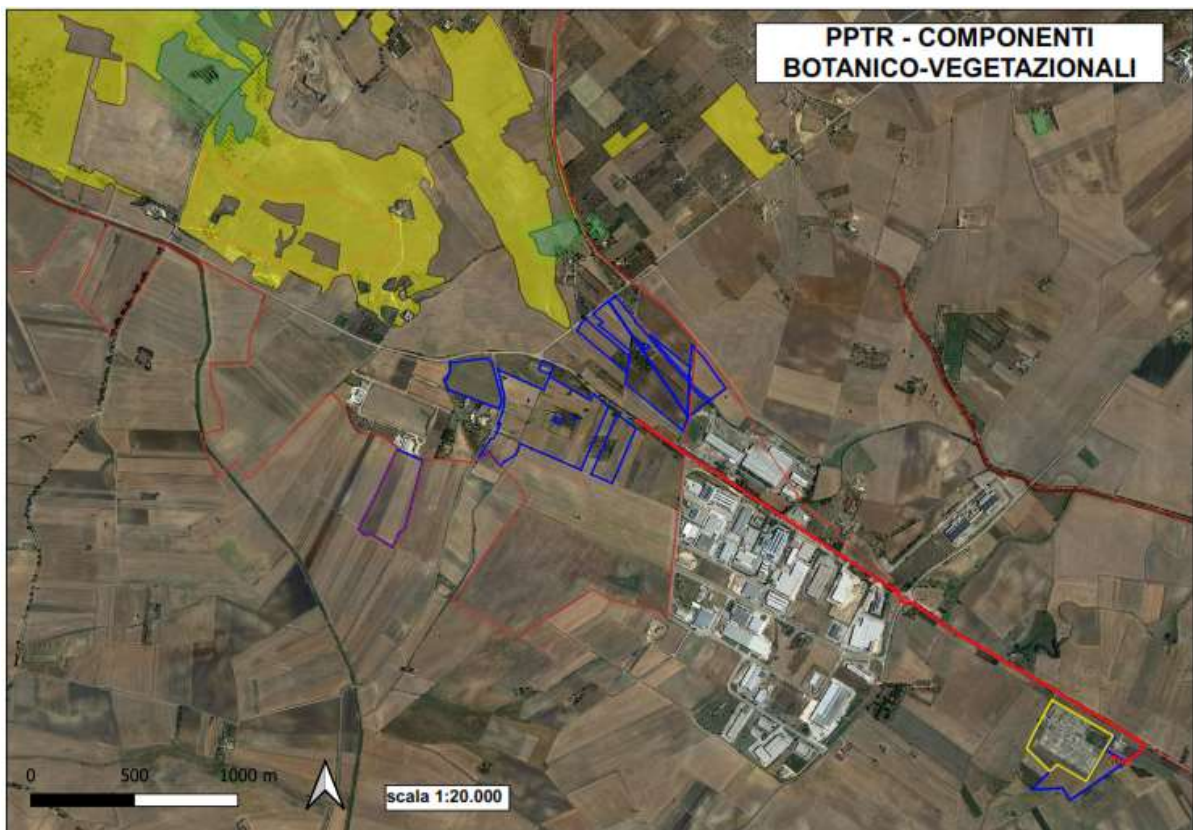 PPTR - COMPONENTI
BOTANICO-VEGETAZIONALI
0 500 1000 m
scala 1:20.000